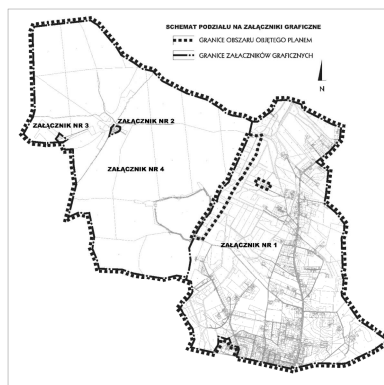 SCHEMAT PODZIAŁU NA ZAŁĄCZNIKI GRAFICZNE
GRANICE OBSZARU OBJĘTEGO PLANEM
GRANICE ZAŁĄCZNIKÓW GRAFICZNYCH
N
ZAŁĄCZNIK NR 3
ZAŁĄCZNIK NR 2
ZAŁĄCZNIK NR 4
ZAŁĄCZNIK NR 1